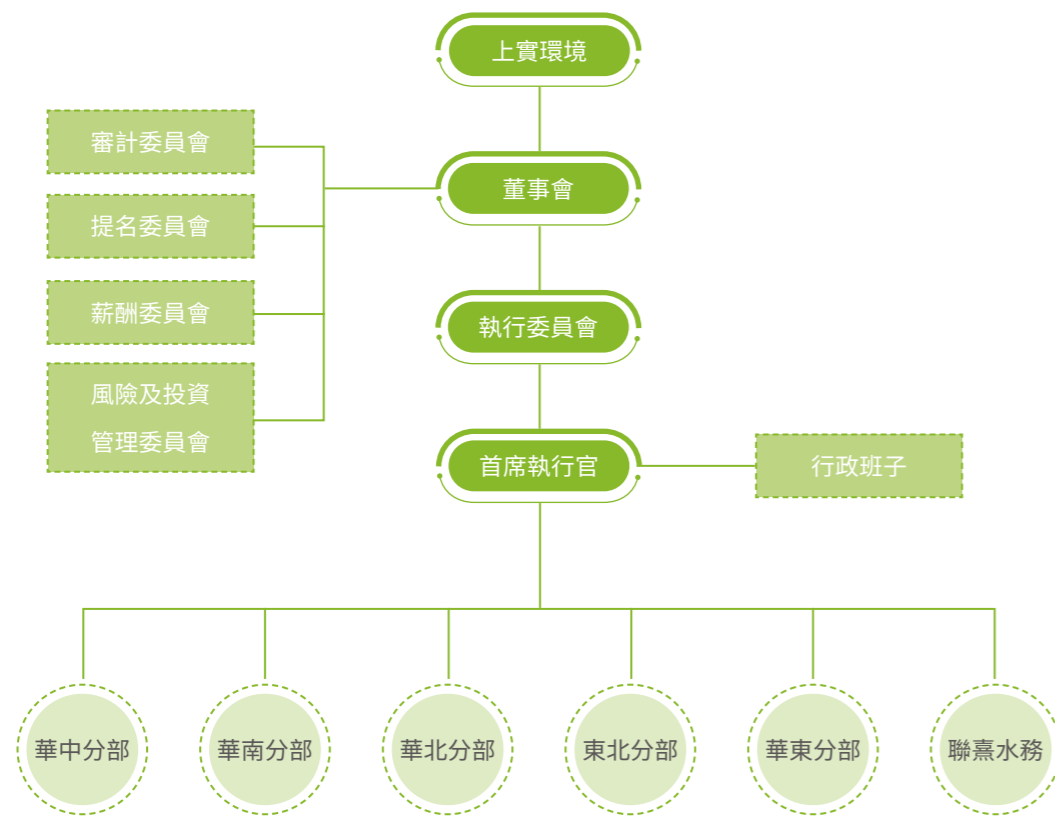 上實環境
審計委員會
董事會
提名委員會
薪酬委員會
執行委員會
風險及投資
管理委員會
首席執行官
行政班子
華中分部
華南分部
華北分部
東北分部
華東分部
聯熹水務